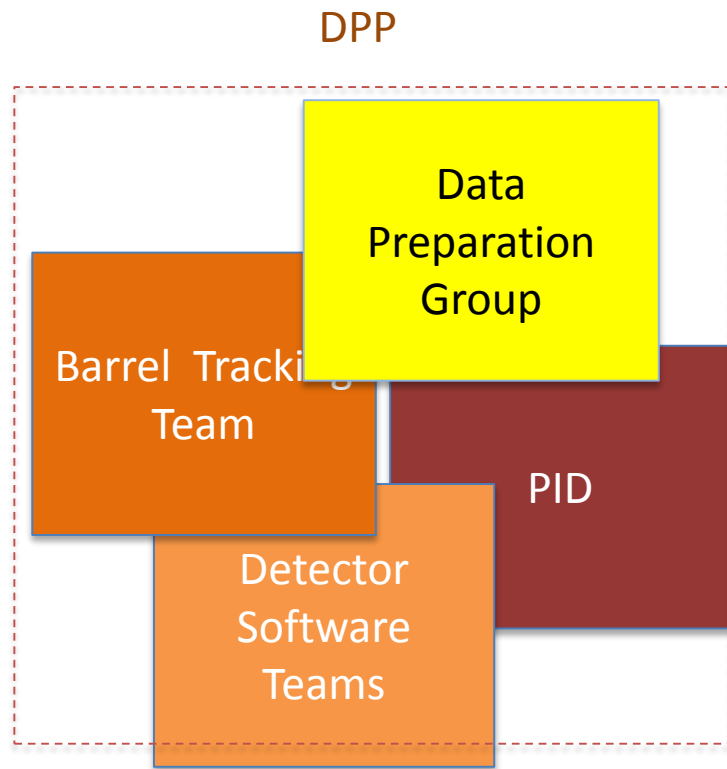 DPP
Data
Preparation
Group
Barrel Tracking
Team
PID
Detector
Software
Teams